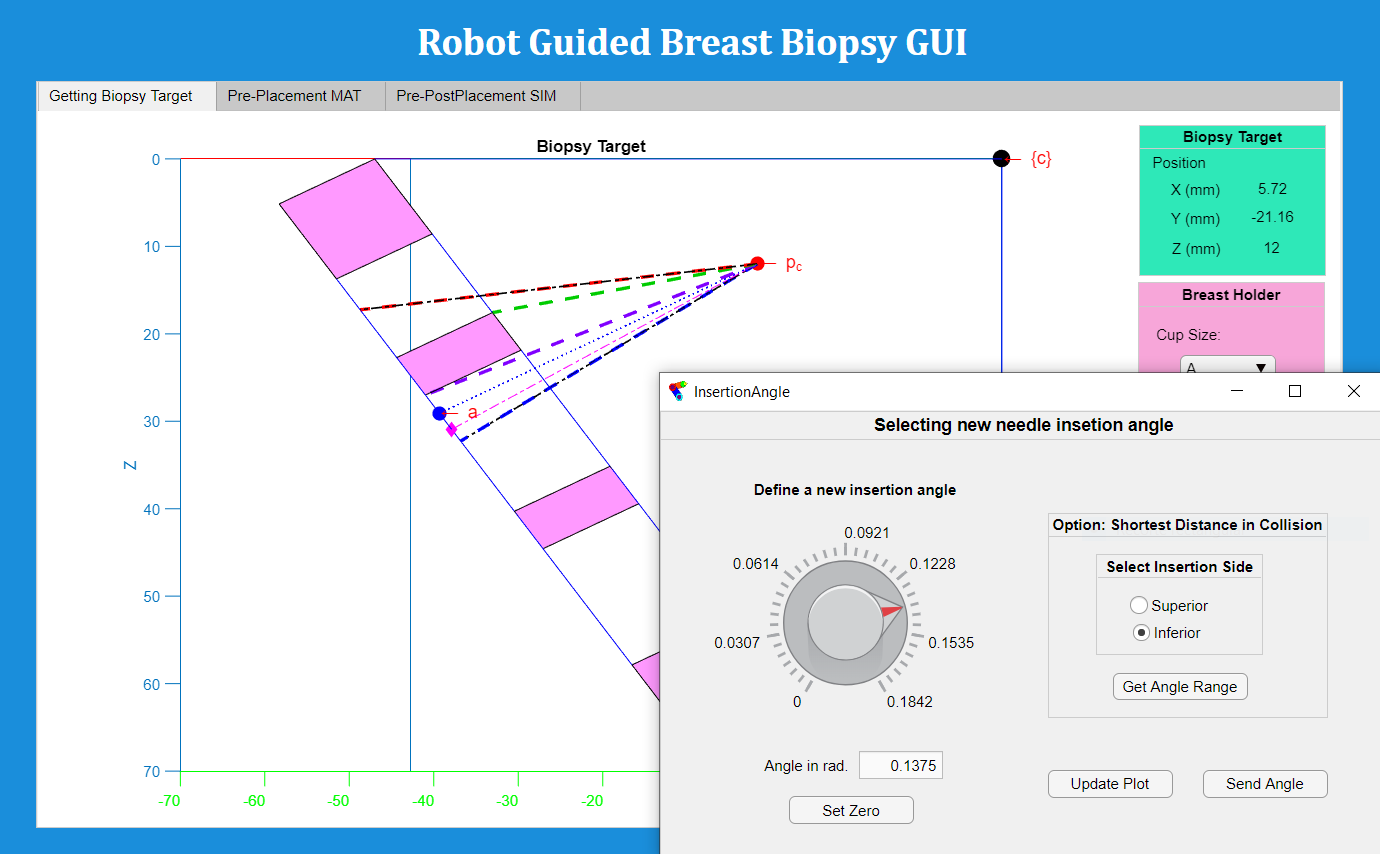 Robot Guided Breast Biopsy GUI
Getting Biopsy Target Pre-Placement MAT Pre-PostPlacement SIM
Biopsy Target
0
10
20
30
40
50
60
70
Z
-70 -60 -50 -40 -30 -20
{c}
pc
a
Biopsy Target
Position
X (mm) 5.72
Y (mm) -21.16
Z (mm) 12
Breast Holder
Cup Size:
A
InsertionAngle
Selecting new needle insetion angle
Define a new insertion angle
0.0921
0.0614 0.1228
0.0307 0.1535
0 0.1842
Angle in rad. 0.1375
Set Zero
Option: Shortest Distance in Collision
Select Insertion Side
Superior
Inferior
Get Angle Range
Update Plot Send Angle